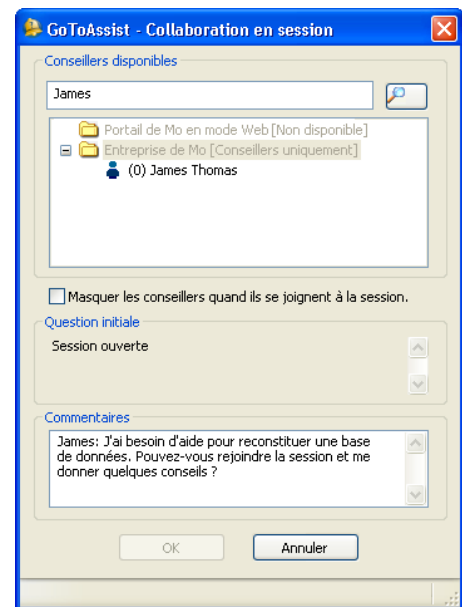 GoToAssist - Collaboration en session
Conseillers disponibles
James
Portail de Mo en mode Web [Non disponible]
Entreprise de Mo [Conseillers uniquement]
(0) James Thomas
Masquer les conseillers quand ils se joignent à la session.
Question initiale
Session ouverte
Commentaires
James: J'ai besoin d'aide pour reconstituer une base
de données. Pouvez-vous rejoindre la session et me
donner quelques conseils ?
OK
Annuler